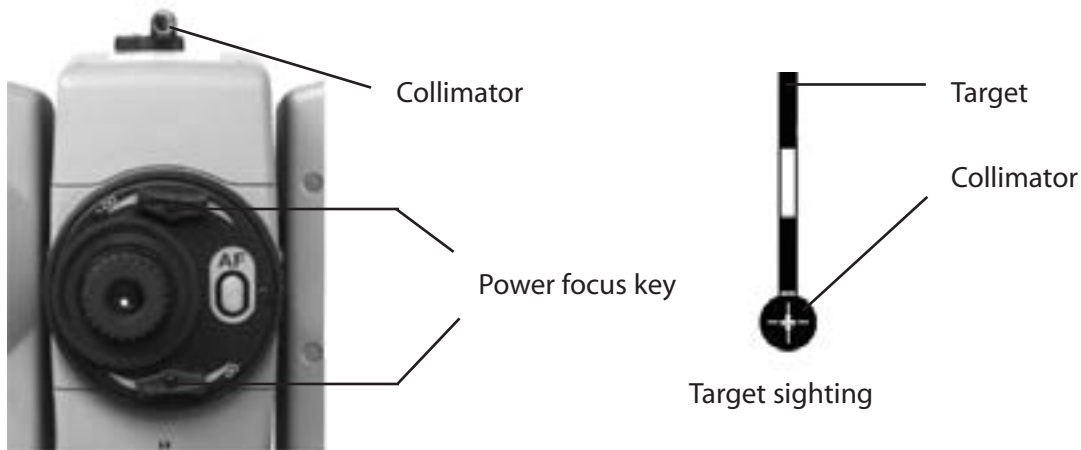 Collimator
Target
Collimator
AF
Power focus key
Target sighting